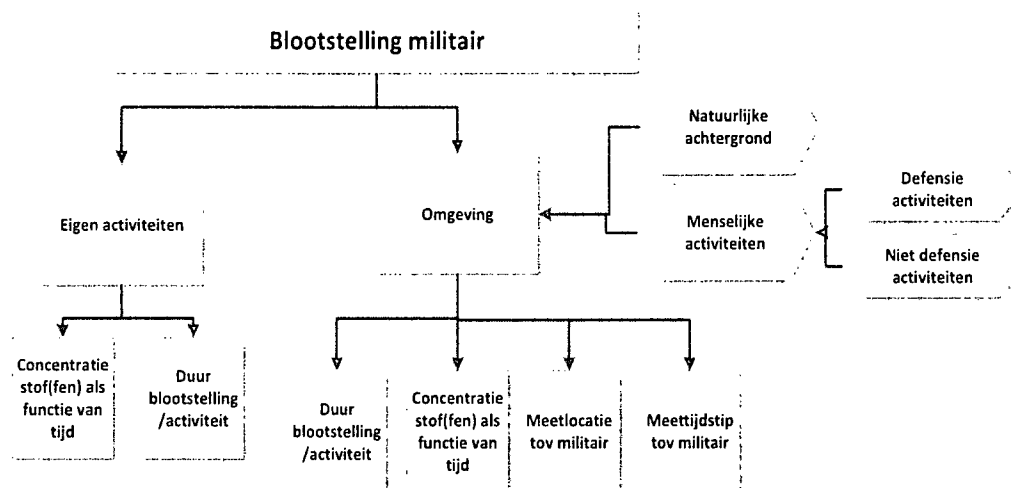 Blootstelling militair
Natuurlijke
achtergrond
Defensie
activiteiten
Eigen activiteiten
Omgeving
Menselijke
activiteiten
Niet defensie
activiteiten
Concentratie
stof(fen) als
functie van
tijd
Duur
blootstelling
/activiteit
Duur
blootstelling
/activiteit
Concentratie
stof(fen) als
functie van
tijd
Meetlocatie
tov militair
Meettijdstip
tov militair